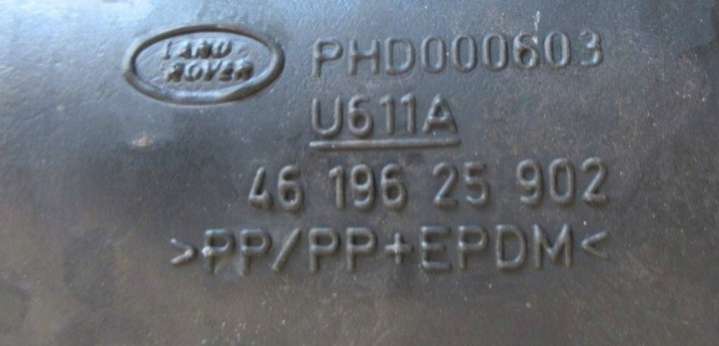 LAND ROVER PHD000603
U611A
46 196 25 902
>PP/PP+EPDM<